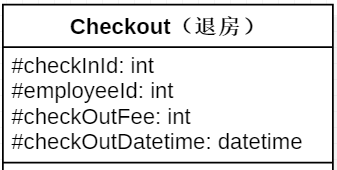 Checkout（退房）
#checkInId: int
#employeeId: int
#checkOutFee: int
#checkOutDatetime: datetime